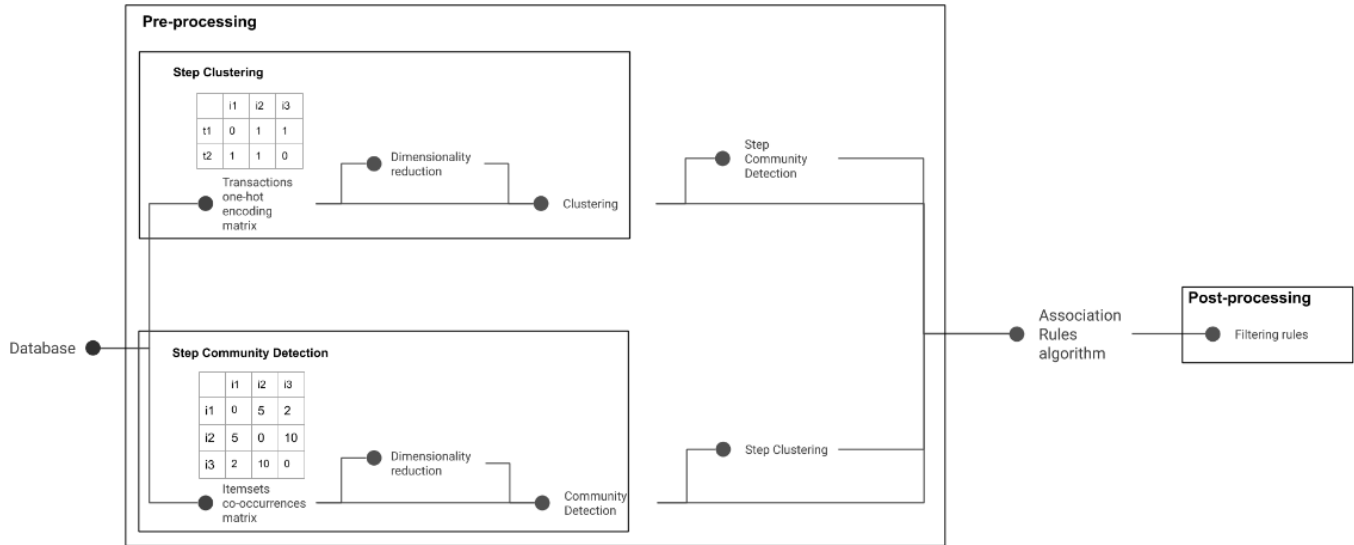 Pre-processing
Step Clustering
i1 i2 i3
t1 0 1 1
t2 1 1 0
Transactions
one-hot
encoding
matrix
Dimensionality
reduction
Clustering
Step
Community
Detection
Database
Step Community Detection
i1 i2 i3
i1 0 5 2
i2 5 0 10
i3 2 10 0
Itemsets
co-occurrences
matrix
Dimensionality
reduction
Community
Detection
Step Clustering
Association
Rules
algorithm
Post-processing
Filtering rules